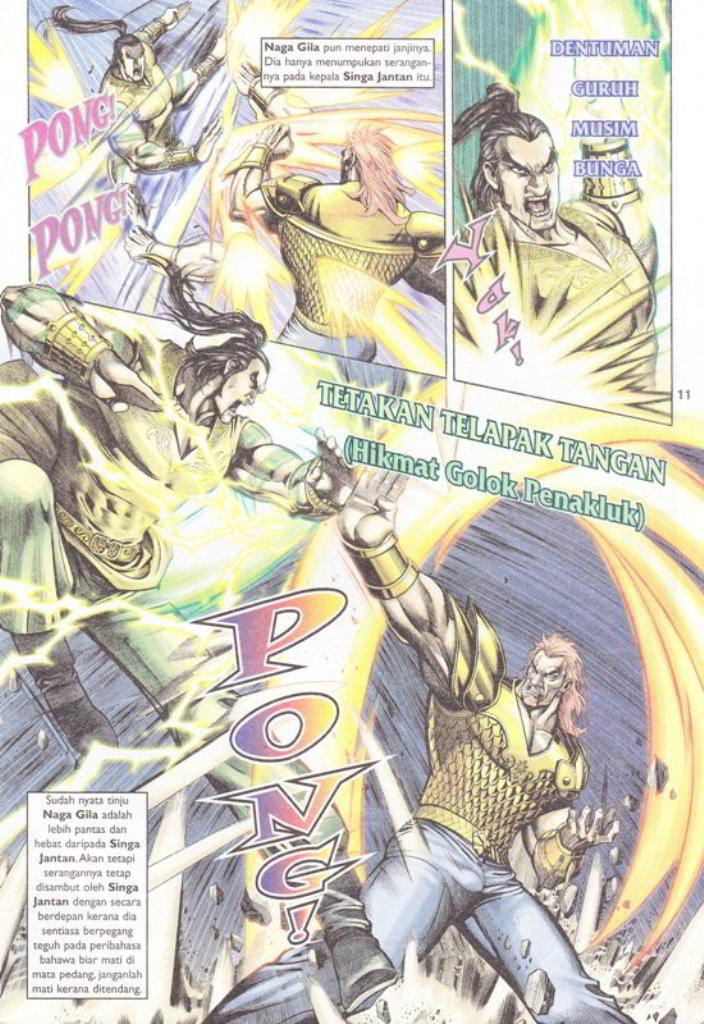 Naga Gila pun menepati janjinya.
Dia hanya menumpukan serangan-
nya pada kepala Singa Jantan itu.
PONG!
PONG!
DENTUMAN
GURUH
MUSIM
BUNGA
Yak!
11
TETAKAN TELAPAK TANGAN
(Hikmat Golok Penakluk)
PONG!
Sudah nyata tinju
Naga Gila adalah
lebih pantas dan
hebat daripada Singa
Jantan. Akan tetapi
serangannya tetap
disambut oleh Singa
Jantan dengan secara
berdepan kerana dia
sentiasa berpegang
teguh pada peribahasa
bahawa biar mati di
mata pedang, janganlah
mati kerana ditendang.